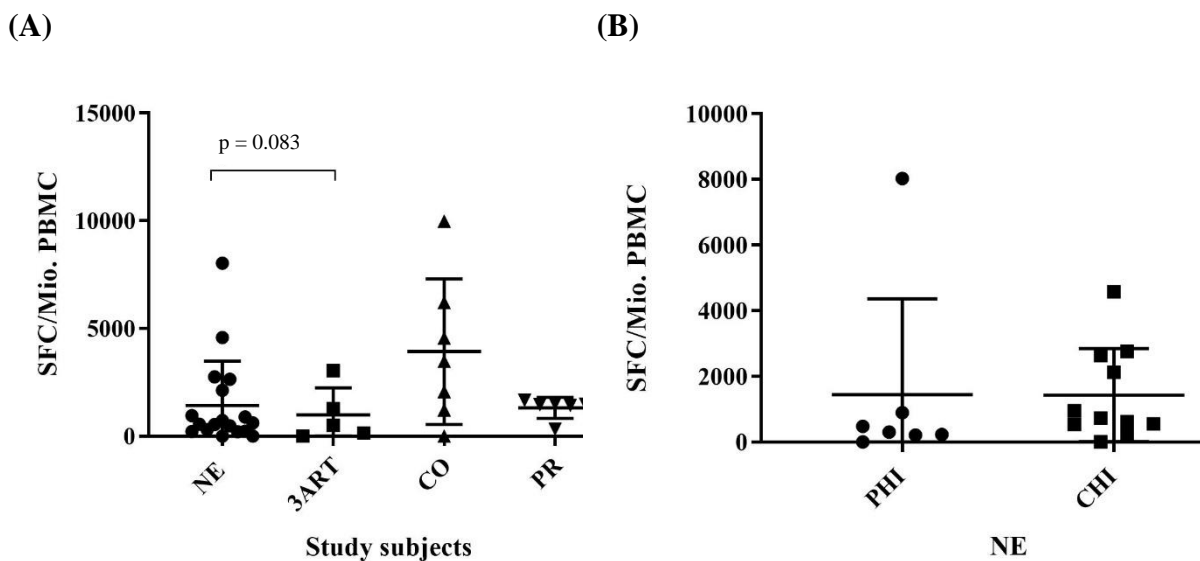 (A)
SFC/Mio. PBMC
15000
10000
5000
0
p = 0.083
NE
3ART
CO
PR
Study subjects
(B)
SFC/Mio. PBMC
10000
8000
6000
4000
2000
0
PHI
CHI
NE